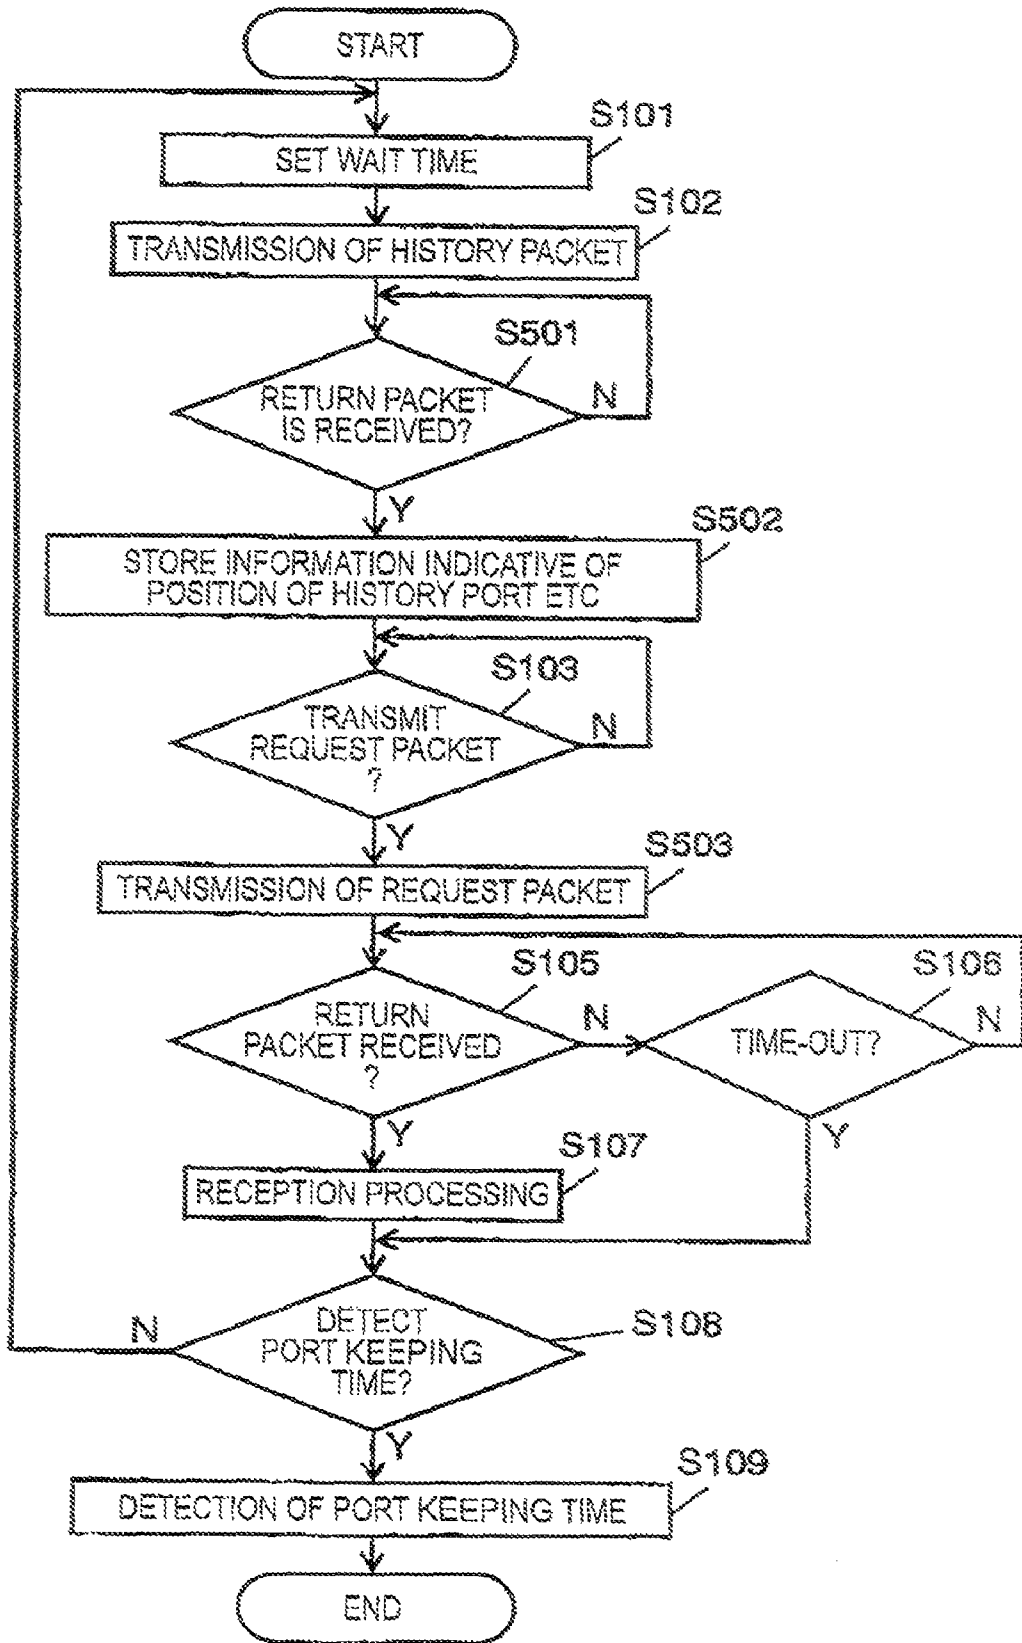 START
S101
SET WAIT TIME
S102
TRANSMISSION OF HISTORY PACKET
S501
RETURN PACKET
IS RECEIVED?
N
Y
S502
STORE INFORMATION INDICATIVE OF
POSITION OF HISTORY PORT ETC
S103
TRANSMIT
REQUEST PACKET
?
N
Y
S503
TRANSMISSION OF REQUEST PACKET
S105
RETURN
PACKET RECEIVED
?
N
S106
TIME-OUT?
N
Y
Y
S107
RECEPTION PROCESSING
N
DETECT
PORT KEEPING
TIME?
S108
Y
S109
DETECTION OF PORT KEEPING TIME
END